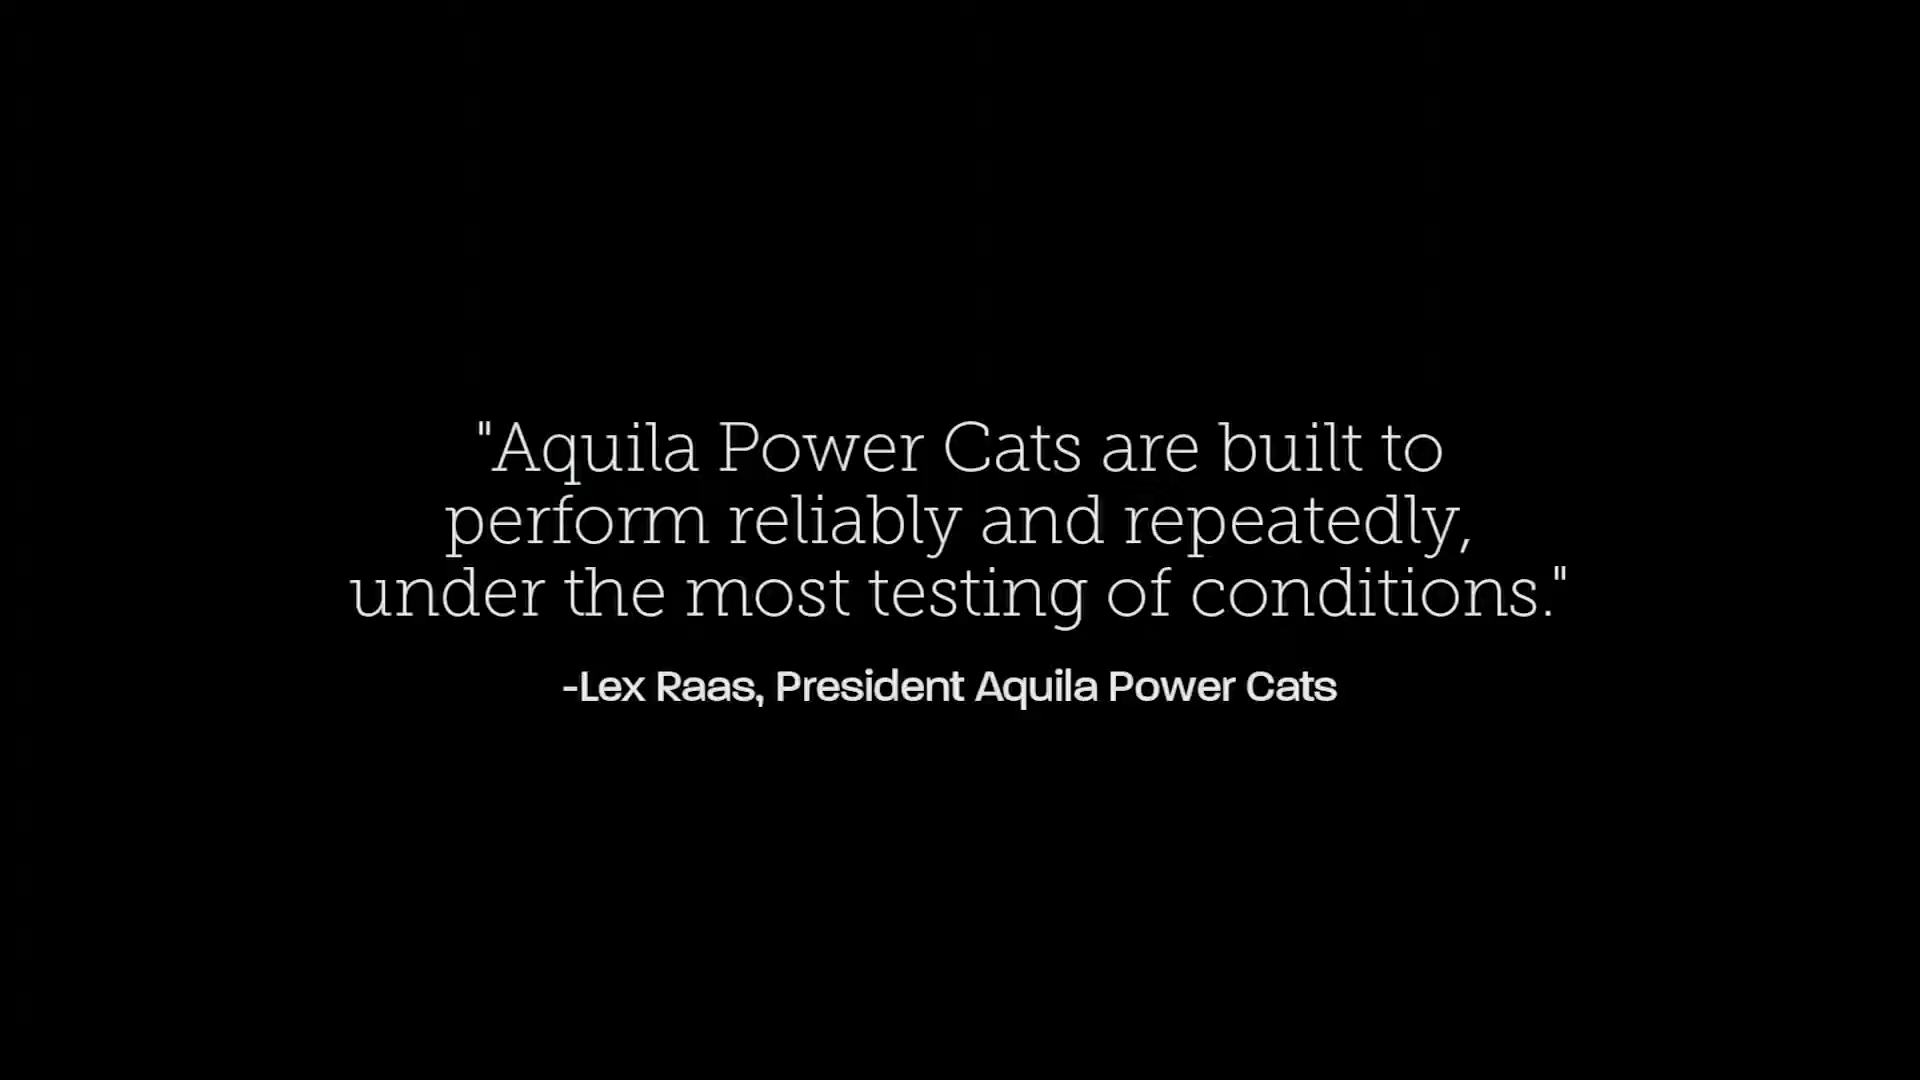 "Aquila Power Cats are built to
perform reliably and repeatedly,
under the most testing of conditions."
-Lex Raas, President Aquila Power Cats